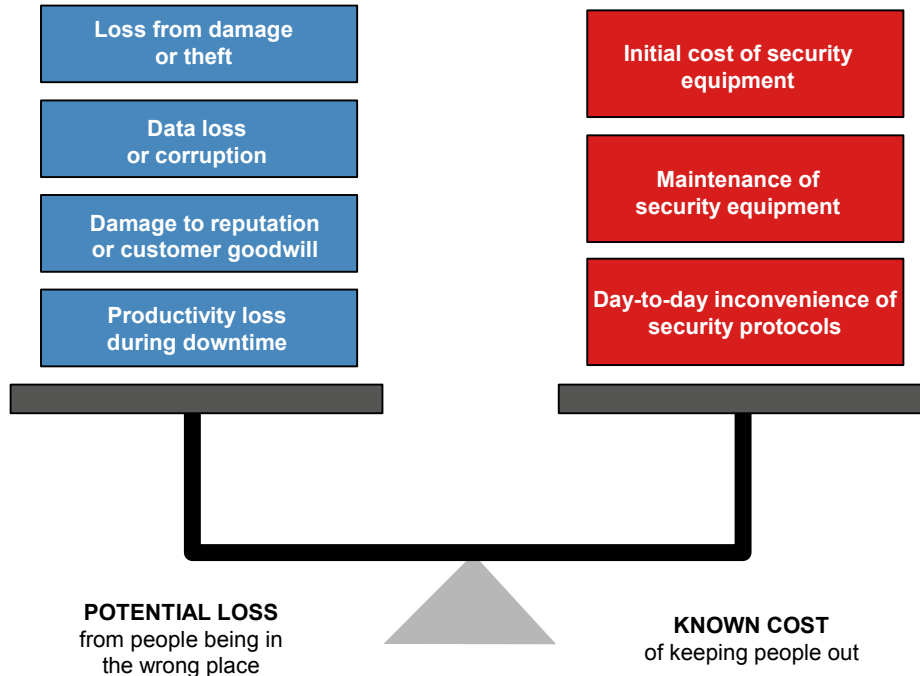 Loss from damage
or theft
Data loss
or corruption
Damage to reputation
or customer goodwill
Productivity loss
during downtime
Initial cost of security
equipment
Maintenance of
security equipment
Day-to-day inconvenience of
security protocols
POTENTIAL LOSS
from people being in
the wrong place
KNOWN COST
of keeping people out